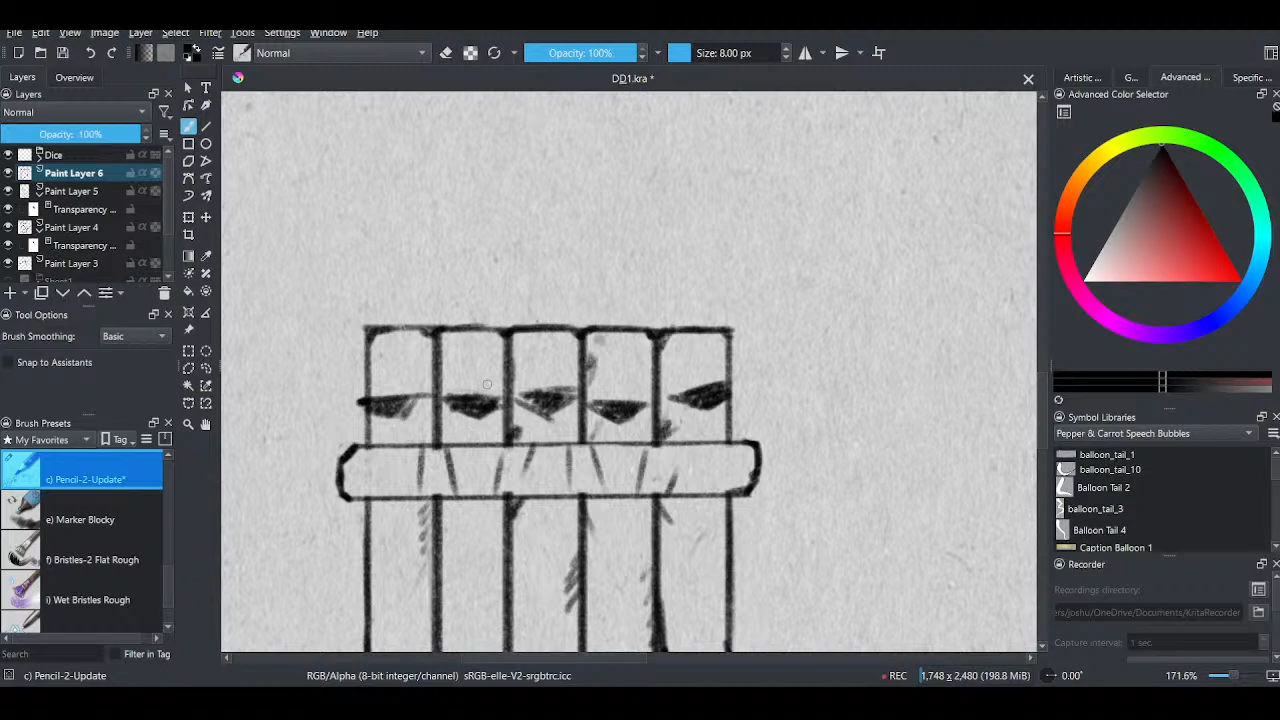 File Edit View Image Layer Select Filter Tools Settings Window Help
Normal Opacity: 100% Size: 8.00 px
Layers Overview DD1.kra * Artistic ... G... Advanced ... Specific ...
Layers Advanced Color Selector
Normal
Opacity: 100%
Dice
Paint Layer 6
Paint Layer 5
Transparency ...
Paint Layer 4
Transparency ...
Paint Layer 3
Tool Options
Brush Smoothing: Basic
Snap to Assistants
Brush Presets
My Favorites Tag
c) Pencil-2-Update*
e) Marker Blocky
f) Bristles-2 Flat Rough
i) Wet Bristles Rough
Search Filter in Tag
Symbol Libraries
Pepper & Carrot Speech Bubbles
balloon_tail_1
balloon_tail_10
Balloon Tail 2
balloon_tail_3
Balloon Tail 4
Caption Balloon 1
Recorder
Recordings directory:
ers/joshu/OneDrive/Documents/KritaRecorder
Capture interval: 1 sec.
c) Pencil-2-Update RGB/Alpha (8-bit integer/channel) sRGB-elle-V2-srgbtrc.icc REC 1,748 x 2,480 (198.8 MiB) 0.00° 171.6%